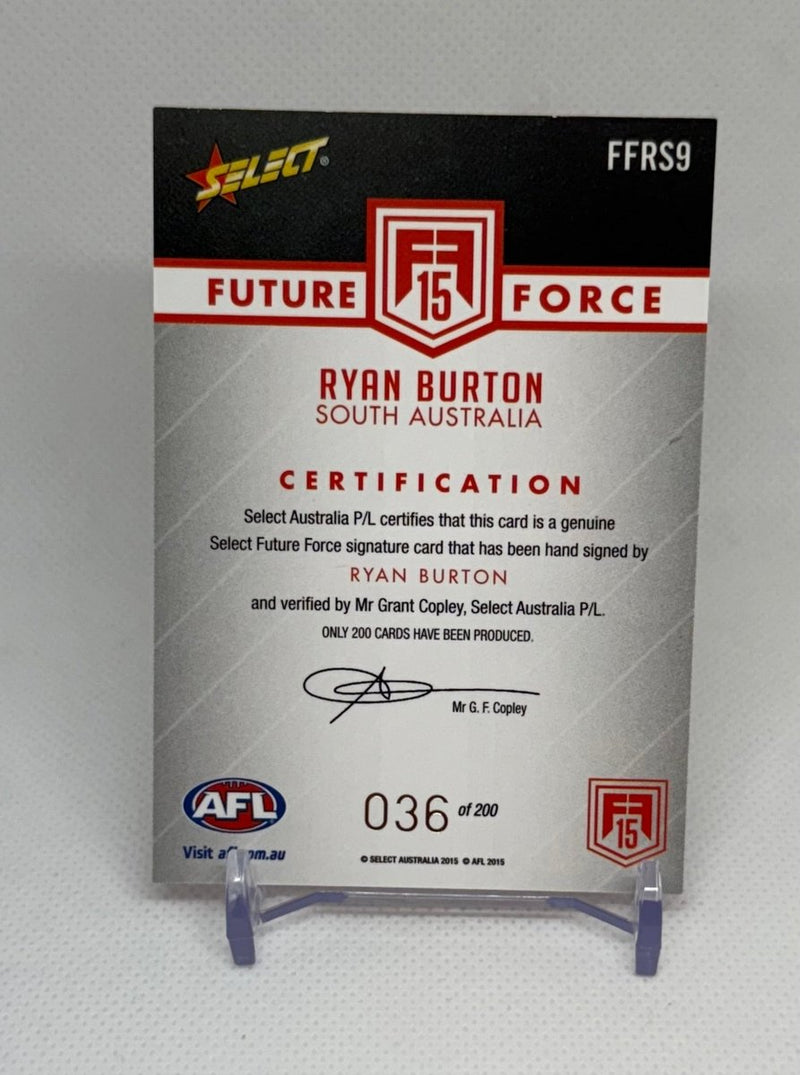 SELECT®
FFRS9
FF
15
FUTURE FORCE
RYAN BURTON
SOUTH AUSTRALIA
CERTIFICATION
Select Australia P/L certifies that this card is a genuine
Select Future Force signature card that has been hand signed by
RYAN BURTON
and verified by Mr Grant Copley, Select Australia P/L.
ONLY 200 CARDS HAVE BEEN PRODUCED.
Mr G. F. Copley
AFL
036 of 200
FF
15
Visit
© SELECT AUSTRALIA 2015 © AFL 2015